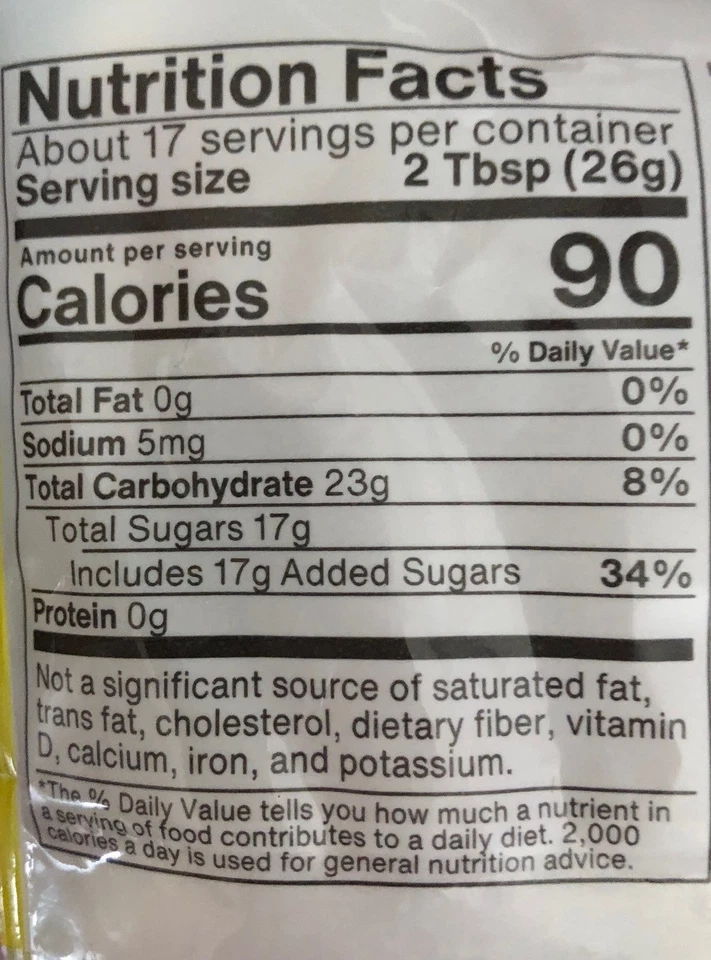 Nutrition Facts
About 17 servings per container
Serving size 2 Tbsp (26g)
Amount per serving
Calories 90
% Daily Value*
Total Fat 0g 0%
Sodium 5mg 0%
Total Carbohydrate 23g 8%
Total Sugars 17g
Includes 17g Added Sugars 34%
Protein 0g
Not a significant source of saturated fat,
trans fat, cholesterol, dietary fiber, vitamin
D, calcium, iron, and potassium.
*The % Daily Value tells you how much a nutrient in
a serving of food contributes to a daily diet. 2,000
calories a day is used for general nutrition advice.